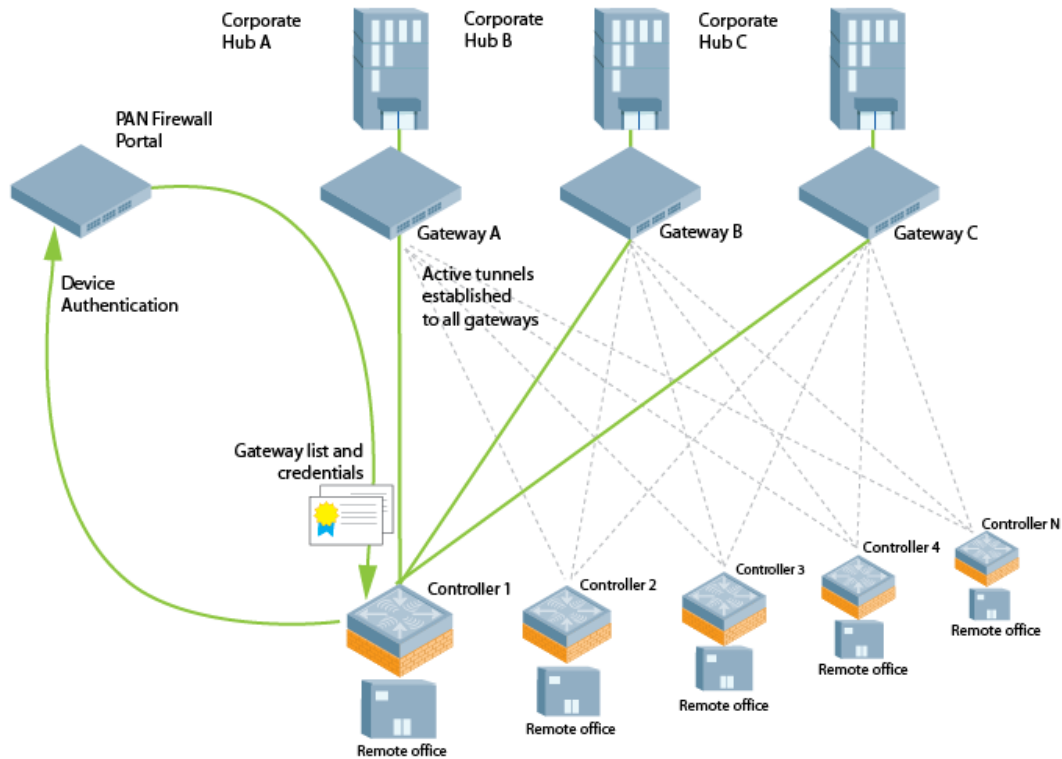 Corporate
Hub A
Corporate
Hub B
Corporate
Hub C
PAN Firewall
Portal
Gateway A
Gateway B
Gateway C
Device
Authentication
Active tunnels
established
to all gateways
Gateway list and
credentials
Controller 1
Controller 2
Controller 3
Controller 4
Controller N
Remote office
Remote office
Remote office
Remote office
Remote office